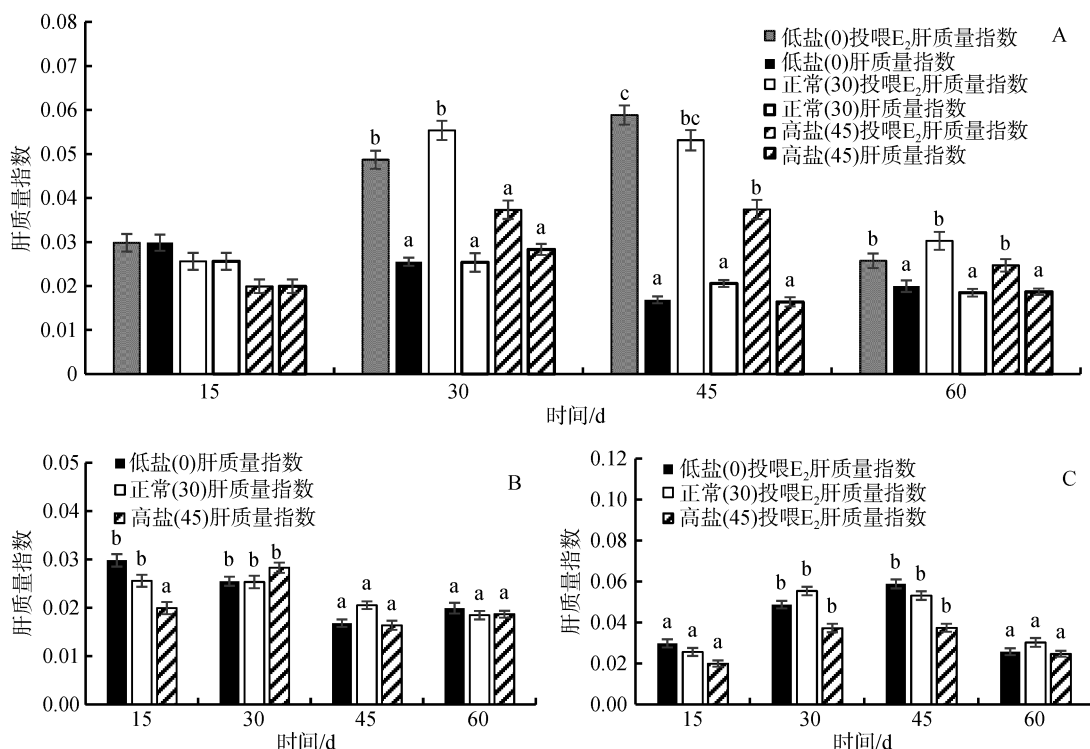 A
低盐(0)投喂E₂肝质量指数
低盐(0)肝质量指数
正常(30)投喂E₂肝质量指数
正常(30)肝质量指数
高盐(45)投喂E₂肝质量指数
高盐(45)肝质量指数
肝质量指数
0.08
0.07
0.06
0.05
0.04
0.03
0.02
0.01
0
b a b a a a
c a bc a b a
b a b a b a
15 30 45 60
时间/d
B
低盐(0)肝质量指数
正常(30)肝质量指数
高盐(45)肝质量指数
肝质量指数
0.05
0.04
0.03
0.02
0.01
0.00
b b a
b b b
a a a
a a a
15 30 45 60
时间/d
C
低盐(0)投喂E₂肝质量指数
正常(30)投喂E₂肝质量指数
高盐(45)投喂E₂肝质量指数
肝质量指数
0.12
0.10
0.08
0.06
0.04
0.02
0.00
a a a
b b b
b b b
a a a
15 30 45 60
时间/d